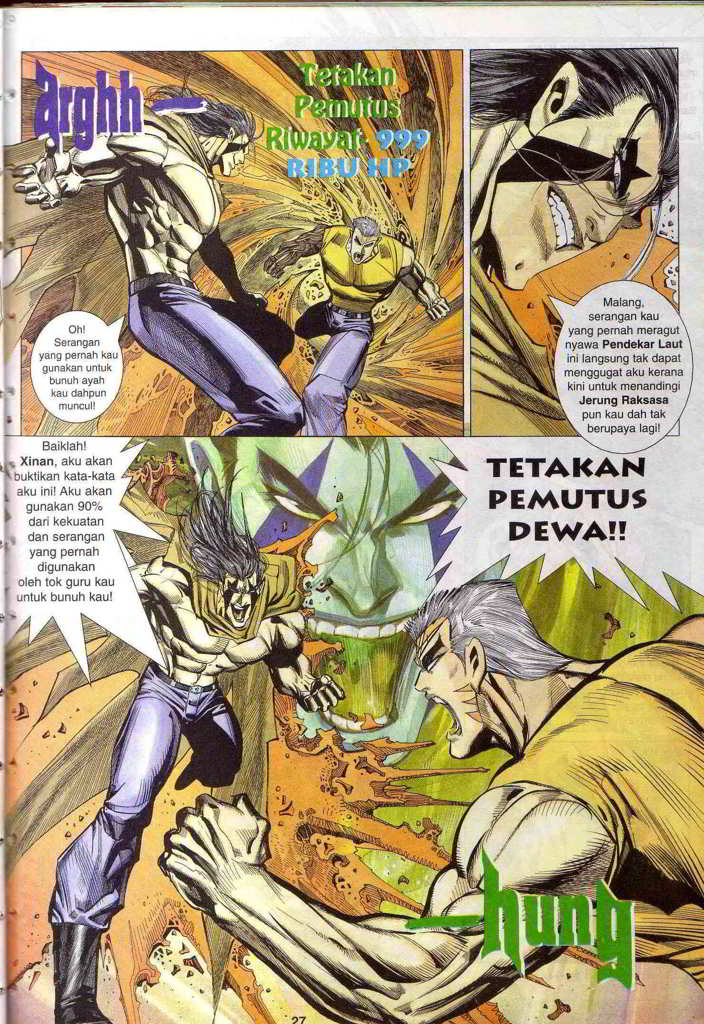 Arghh—
Tetakan
Pemutus
Riwayat- 999
RIBU HP
Oh!
Serangan
yang pernah kau
gunakan untuk
bunuh ayah
kau dahpun
muncul!
Malang,
serangan kau
yang pernah meragut
nyawa Pendekar Laut
ini langsung tak dapat
menggugat aku kerana
kini untuk menandingi
Jerung Raksasa
pun kau dah tak
berupaya lagi!
Baiklah!
Xinan, aku akan
buktikan kata-kata
aku ini! Aku akan
gunakan 90%
dari kekuatan
dan serangan
yang pernah
digunakan
oleh tok guru kau
untuk bunuh kau!
TETAKAN
PEMUTUS
DEWA!!
—hung
27